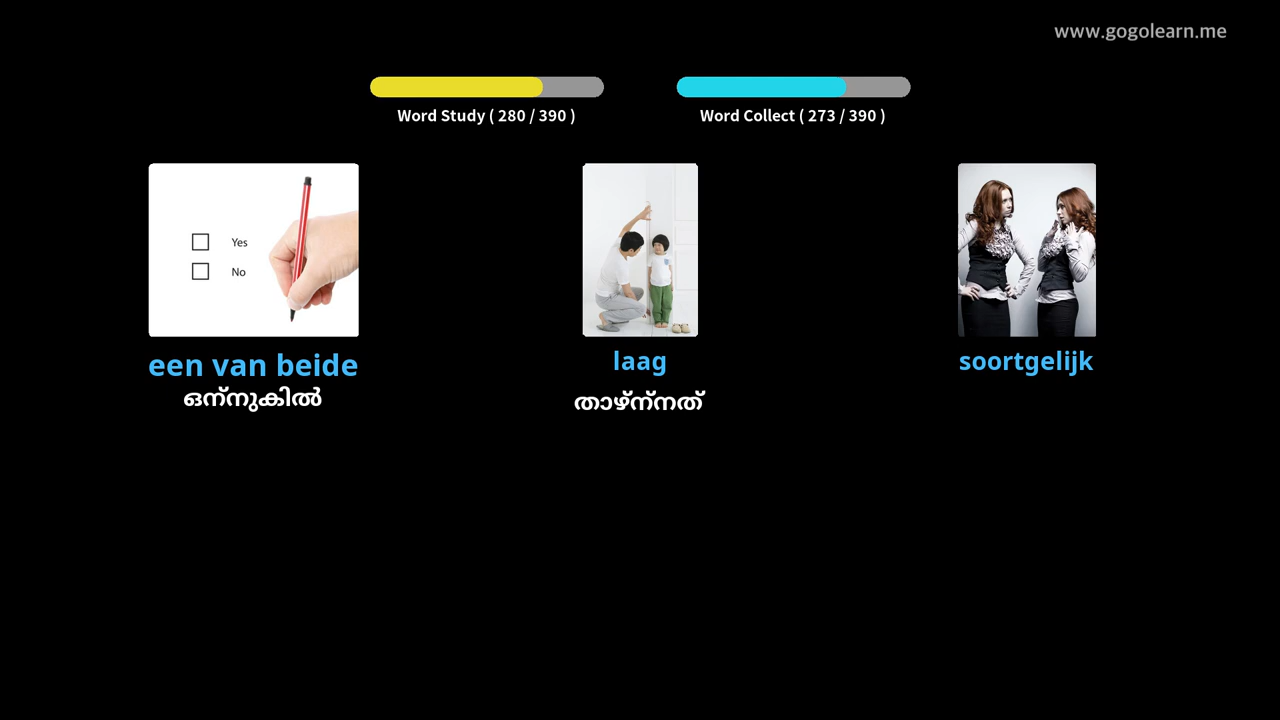 www.gogolearn.me
Word Study ( 280 / 390 )
Word Collect ( 273 / 390 )
Yes
No
een van beide
laag
soortgelijk
ഒന്നുകിൽ
താഴ്ന്നത്